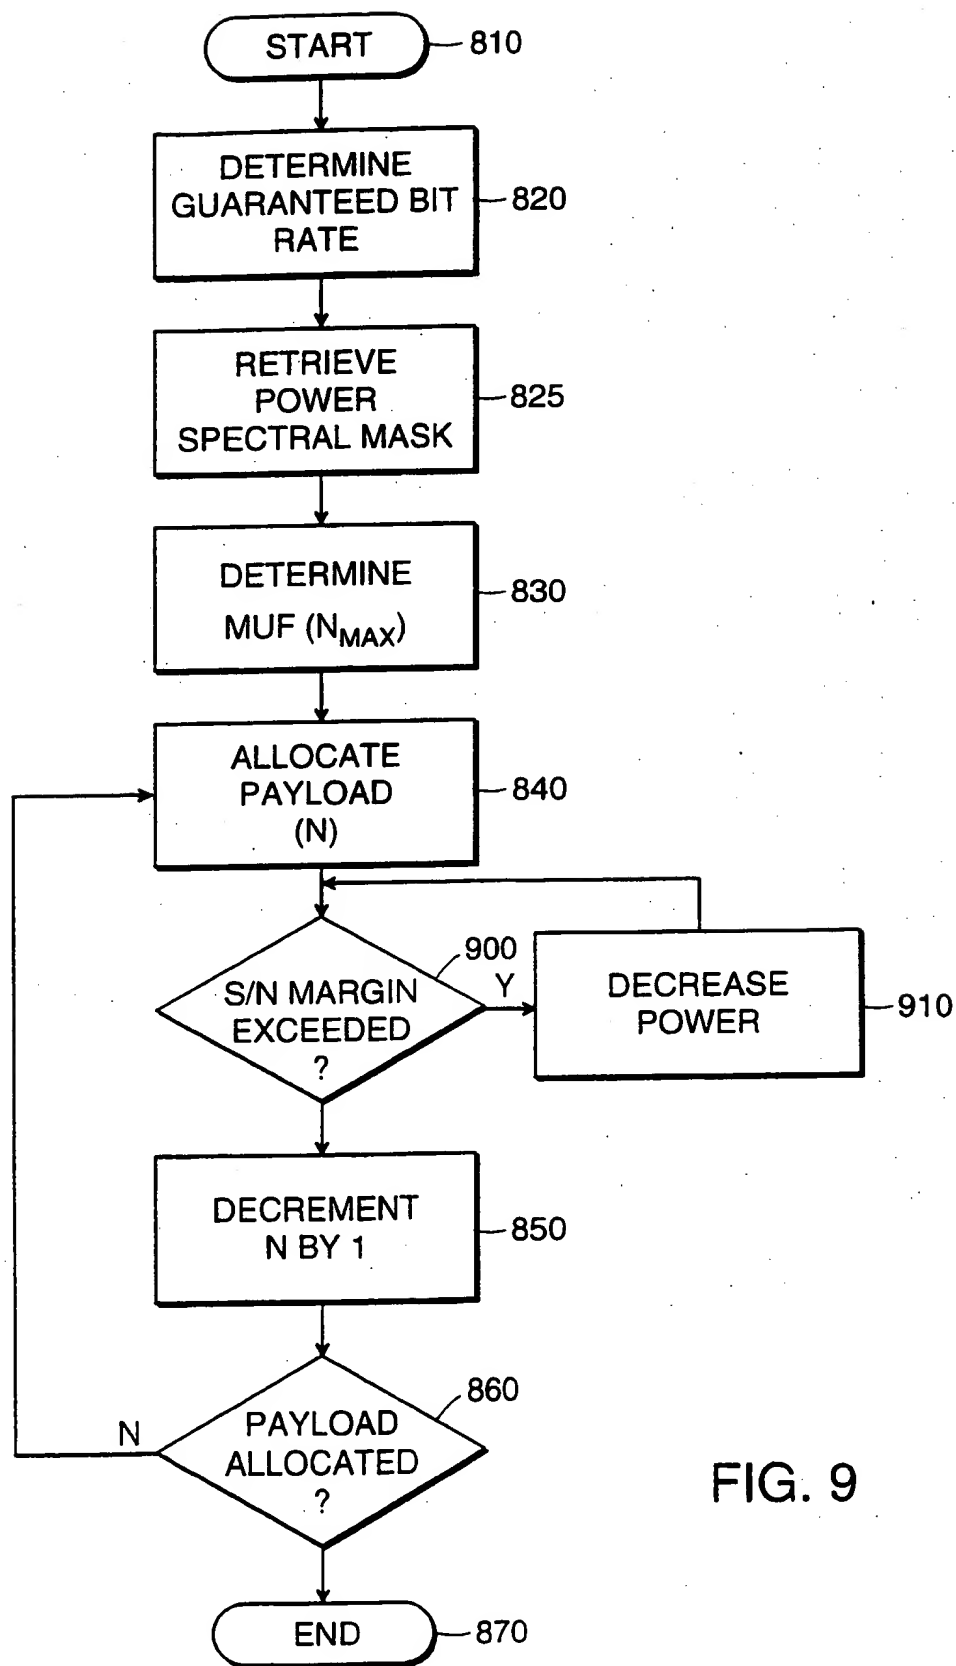 START
810
DETERMINE
GUARANTEED BIT
RATE
820
RETRIEVE
POWER
SPECTRAL MASK
825
DETERMINE
MUF (NMAX)
830
ALLOCATE
PAYLOAD
(N)
840
900
S/N MARGIN
EXCEEDED
?
Y
DECREASE
POWER
910
DECREMENT
N BY 1
850
860
PAYLOAD
ALLOCATED
?
N
FIG. 9
END
870